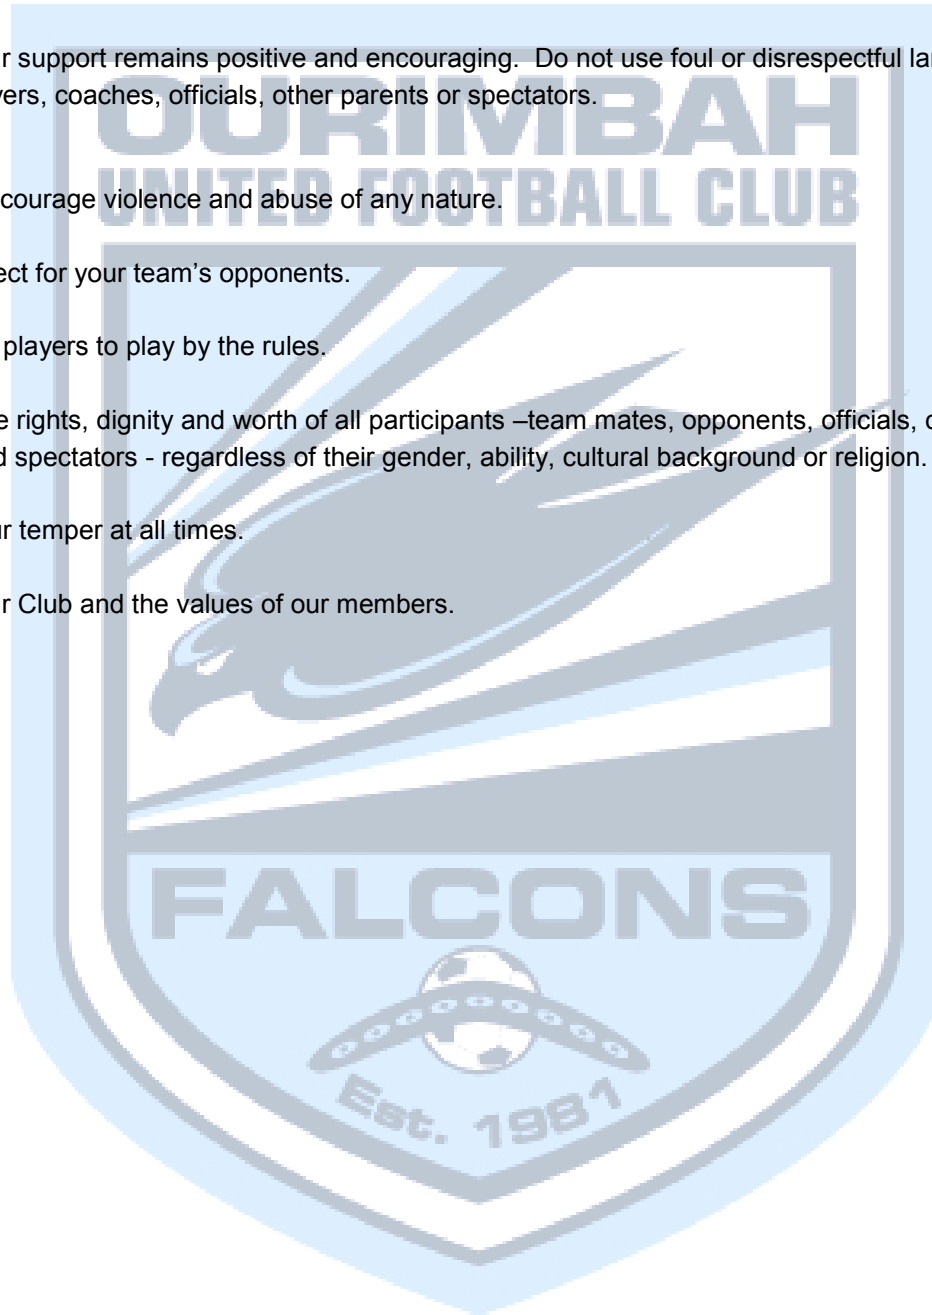 r support remains positive and encouraging. Do not use foul or disrespectful la
yers, coaches, officials, other parents or spectators.
OURIMBAH
UNITED FOOTBALL CLUB
courage violence and abuse of any nature.
ect for your team’s opponents.
players to play by the rules.
e rights, dignity and worth of all participants –team mates, opponents, officials, c
d spectators - regardless of their gender, ability, cultural background or religion.
ur temper at all times.
r Club and the values of our members.
FALCONS
Est. 1981